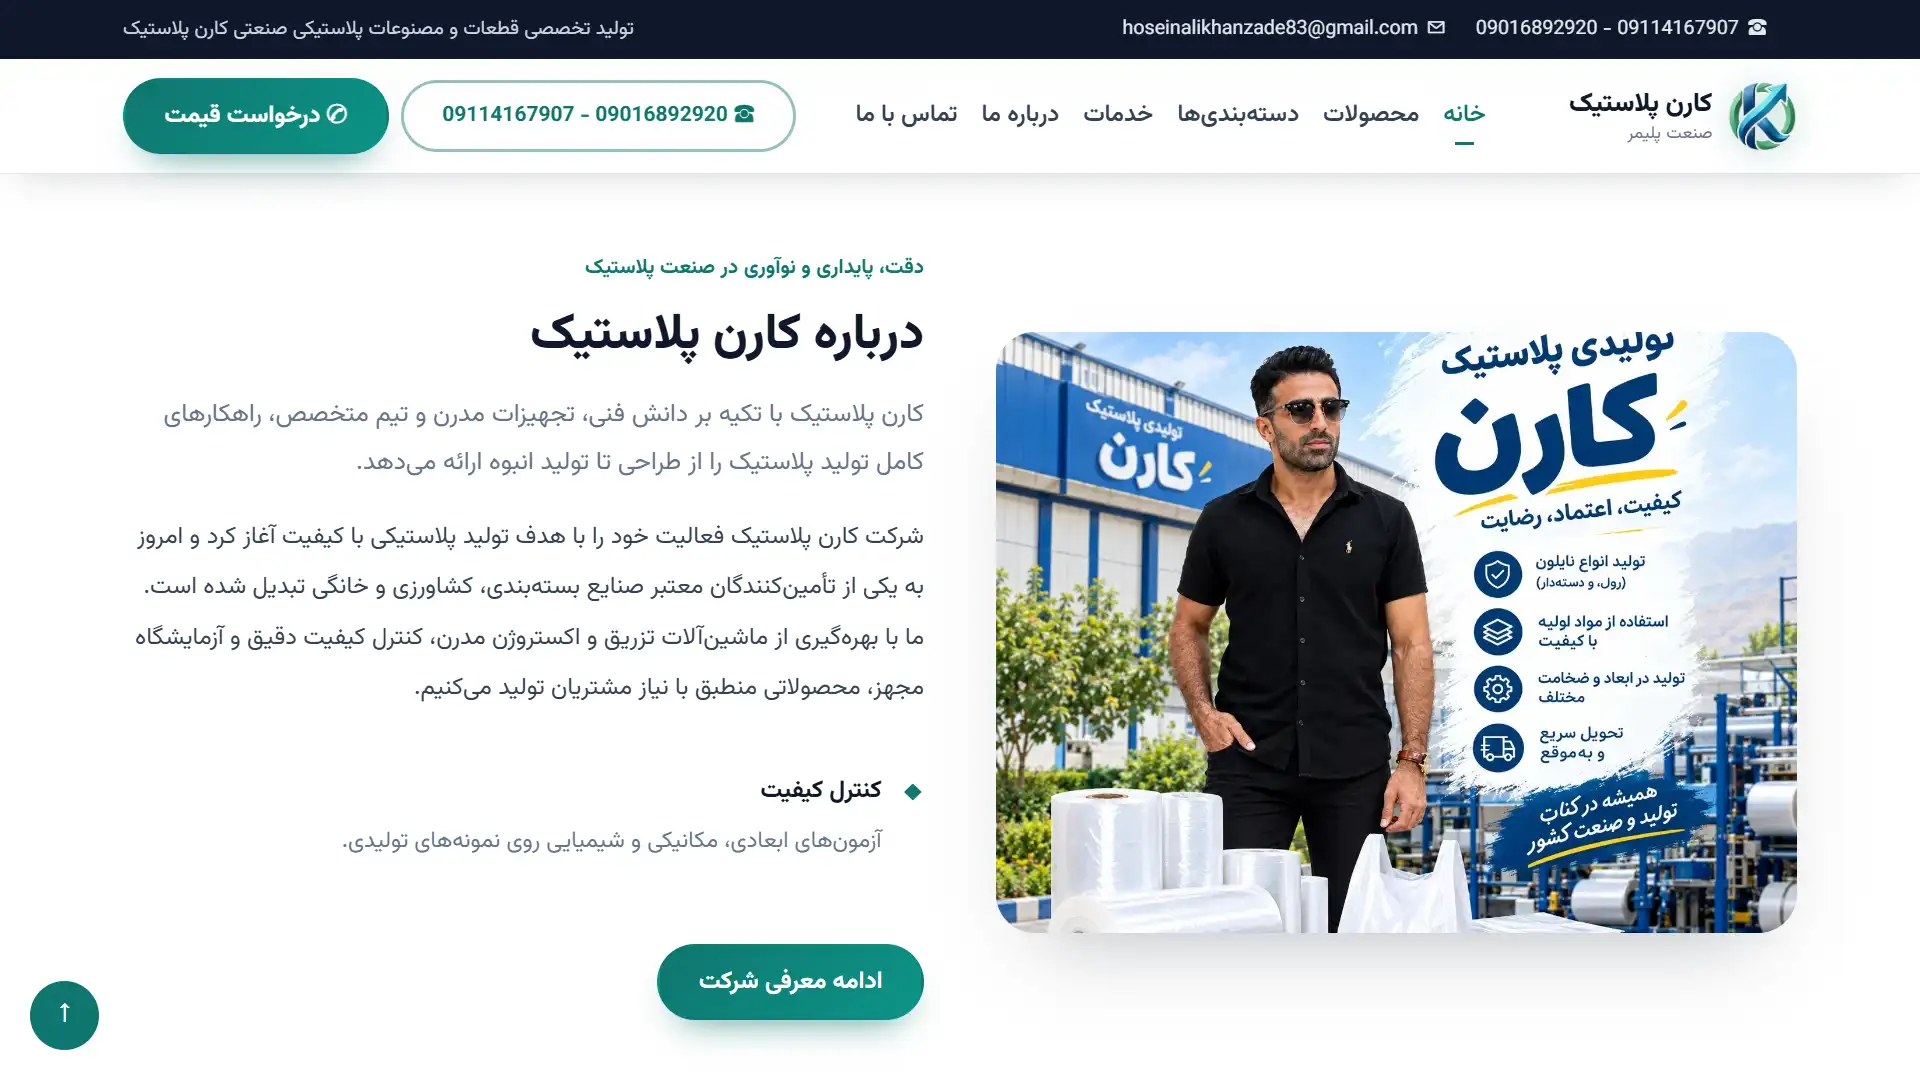 09114167907 - 09016892920
hoseinalikhanzade83@gmail.com
تولید تخصصی قطعات و مصنوعات پلاستیکی صنعتی کارن پلاستیک
کارن پلاستیک
صنعت پلیمر
خانه
محصولات
دسته‌بندی‌ها
خدمات
درباره ما
تماس با ما
09114167907 - 09016892920
درخواست قیمت
تولیدی پلاستیک
کارن
کیفیت، اعتماد، رضایت
تولید انواع نایلون
(رول، و دسته‌دار)
استفاده از مواد اولیه
با کیفیت
تولید در ابعاد و ضخامت
مختلف
تحویل سریع
و به‌موقع
همیشه در کنات
تولید و صنعت کشور
تولیدی پلاستیک
کارن
دقت، پایداری و نوآوری در صنعت پلاستیک
درباره کارن پلاستیک
کارن پلاستیک با تکیه بر دانش فنی، تجهیزات مدرن و تیم متخصص، راهکارهای
کامل تولید پلاستیک را از طراحی تا تولید انبوه ارائه می‌دهد.
شرکت کارن پلاستیک فعالیت خود را با هدف تولید پلاستیکی با کیفیت آغاز کرد و امروز
به یکی از تأمین‌کنندگان معتبر صنایع بسته‌بندی، کشاورزی و خانگی تبدیل شده است.
ما با بهره‌گیری از ماشین‌آلات تزریق و اکستروژن مدرن، کنترل کیفیت دقیق و آزمایشگاه
مجهز، محصولاتی منطبق با نیاز مشتریان تولید می‌کنیم.
کنترل کیفیت
آزمون‌های ابعادی، مکانیکی و شیمیایی روی نمونه‌های تولیدی.
ادامه معرفی شرکت
↑